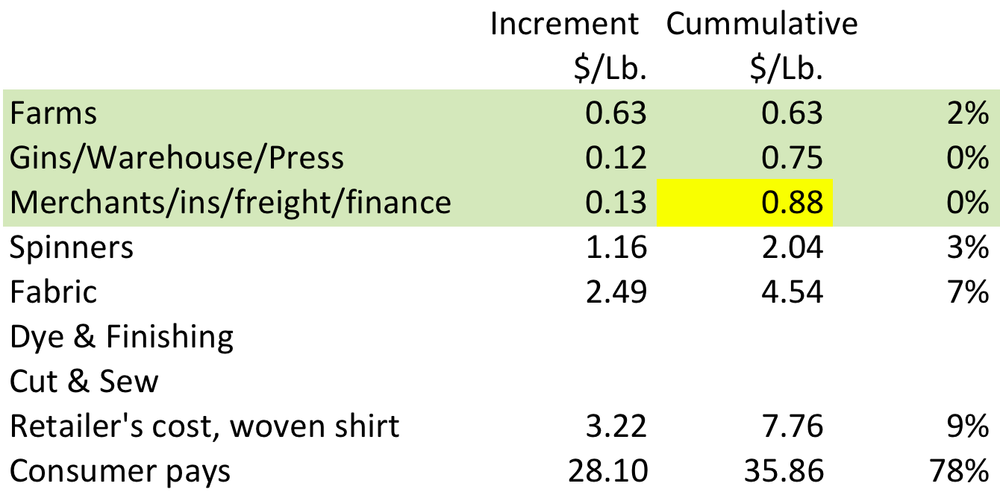 Increment Cummulative
$/Lb. $/Lb.
Farms 0.63 0.63 2%
Gins/Warehouse/Press 0.12 0.75 0%
Merchants/ins/freight/finance 0.13 0.88 0%
Spinners 1.16 2.04 3%
Fabric 2.49 4.54 7%
Dye & Finishing
Cut & Sew
Retailer's cost, woven shirt 3.22 7.76 9%
Consumer pays 28.10 35.86 78%